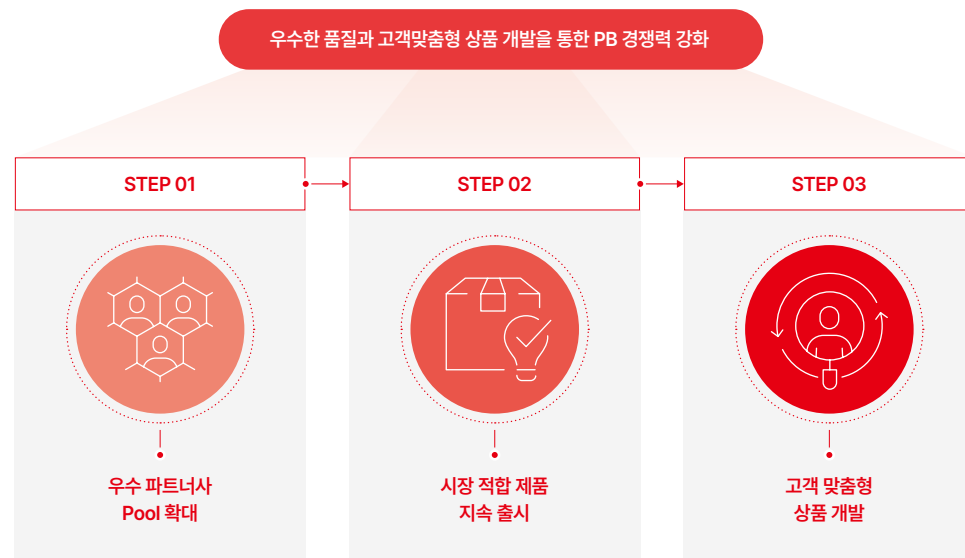 우수한 품질과 고객맞춤형 상품 개발을 통한 PB 경쟁력 강화
STEP 01
STEP 02
STEP 03
우수 파트너사
Pool 확대
시장 적합 제품
지속 출시
고객 맞춤형
상품 개발